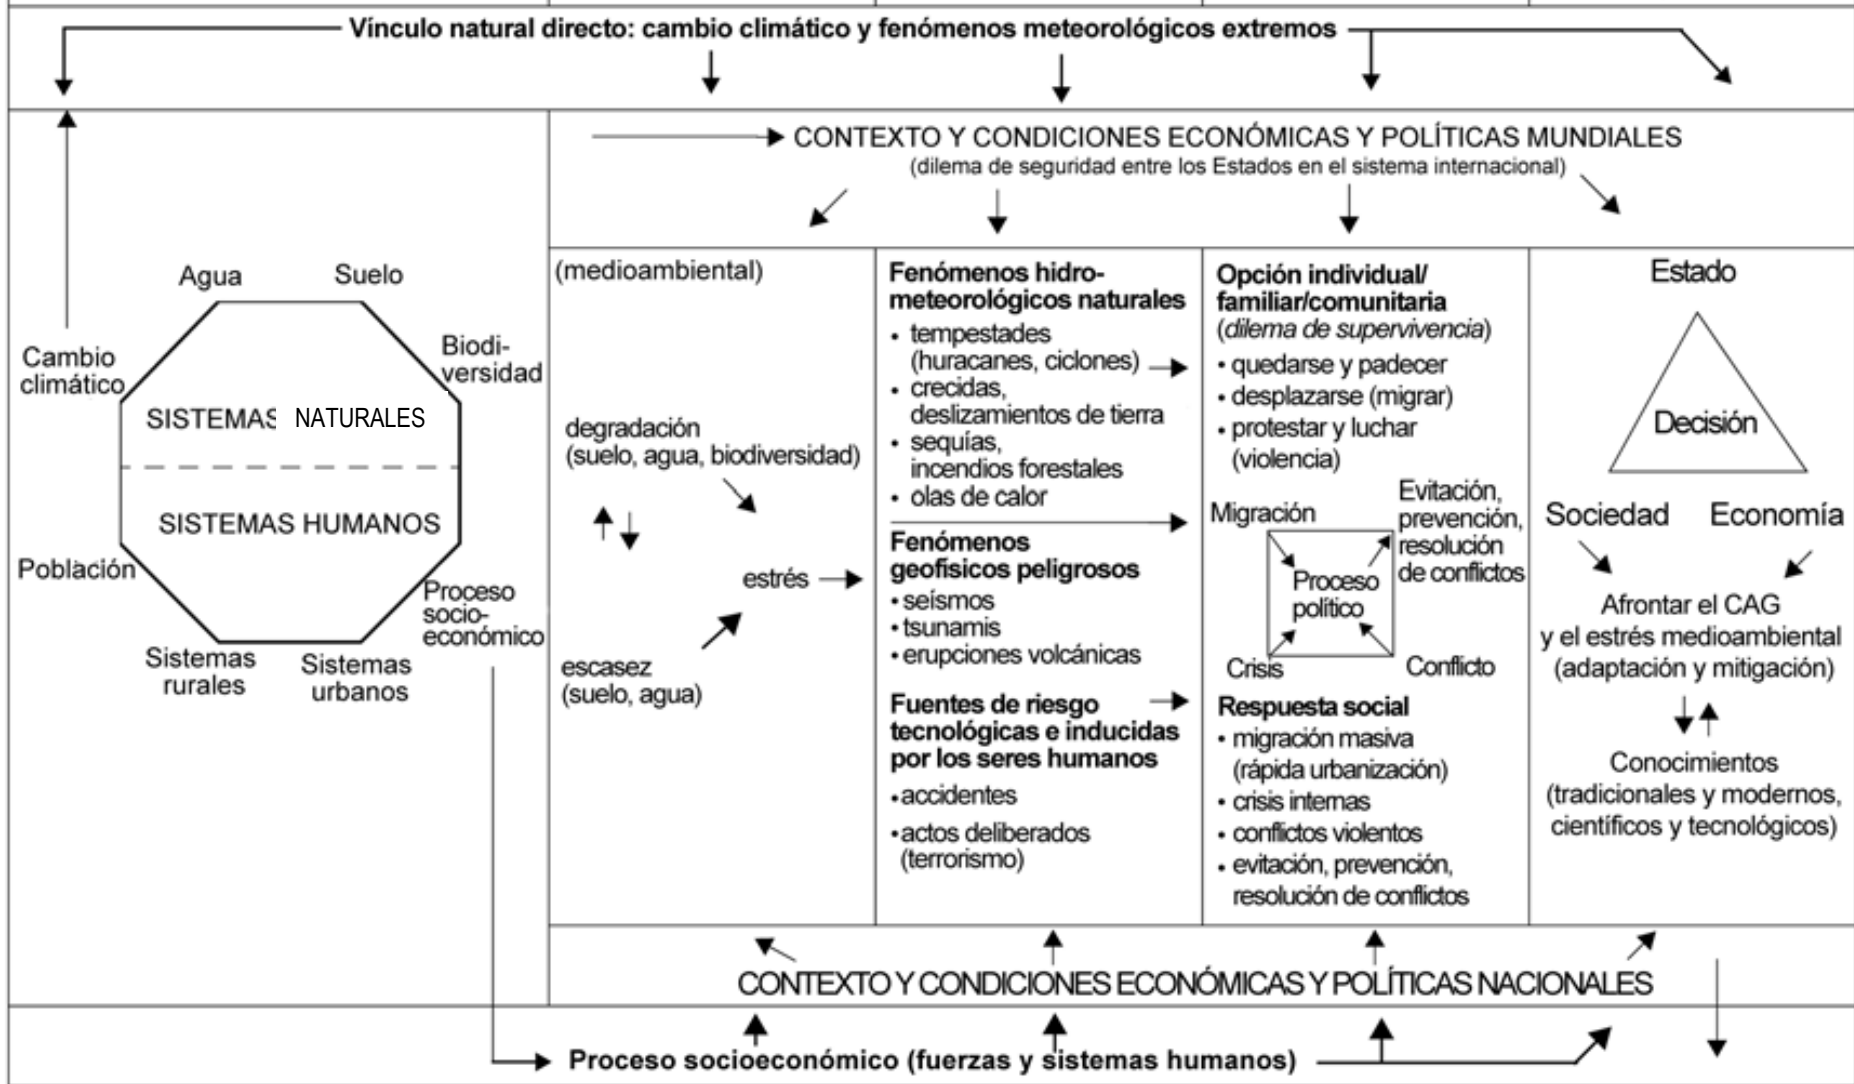 Vínculo natural directo: cambio climático y fenómenos meteorológicos extremos
CONTEXTO Y CONDICIONES ECONÓMICAS Y POLÍTICAS MUNDIALES
(dilema de seguridad entre los Estados en el sistema internacional)
Agua
Suelo
Cambio
climático
Biodi-
versidad
SISTEMAS NATURALES
SISTEMAS HUMANOS
Población
Proceso
socio-
económico
Sistemas
rurales
Sistemas
urbanos
(medioambiental)
degradación
(suelo, agua, biodiversidad)
estrés
escasez
(suelo, agua)
Fenómenos hidro-
meteorológicos naturales
• tempestades
(huracanes, ciclones)
• crecidas,
deslizamientos de tierra
• sequías,
incendios forestales
• olas de calor
Fenómenos
geofísicos peligrosos
• seísmos
• tsunamis
• erupciones volcánicas
Fuentes de riesgo
tecnológicas e inducidas
por los seres humanos
• accidentes
• actos deliberados
(terrorismo)
Opción individual/
familiar/comunitaria
(dilema de supervivencia)
• quedarse y padecer
• desplazarse (migrar)
• protestar y luchar
(violencia)
Migración
Evitación,
prevención,
resolución
de conflictos
Proceso
político
Crisis
Conflicto
Respuesta social
• migración masiva
(rápida urbanización)
• crisis internas
• conflictos violentos
• evitación, prevención,
resolución de conflictos
Estado
Decisión
Sociedad
Economía
Afrontar el CAG
y el estrés medioambiental
(adaptación y mitigación)
Conocimientos
(tradicionales y modernos,
científicos y tecnológicos)
CONTEXTO Y CONDICIONES ECONÓMICAS Y POLÍTICAS NACIONALES
Proceso socioeconómico (fuerzas y sistemas humanos)